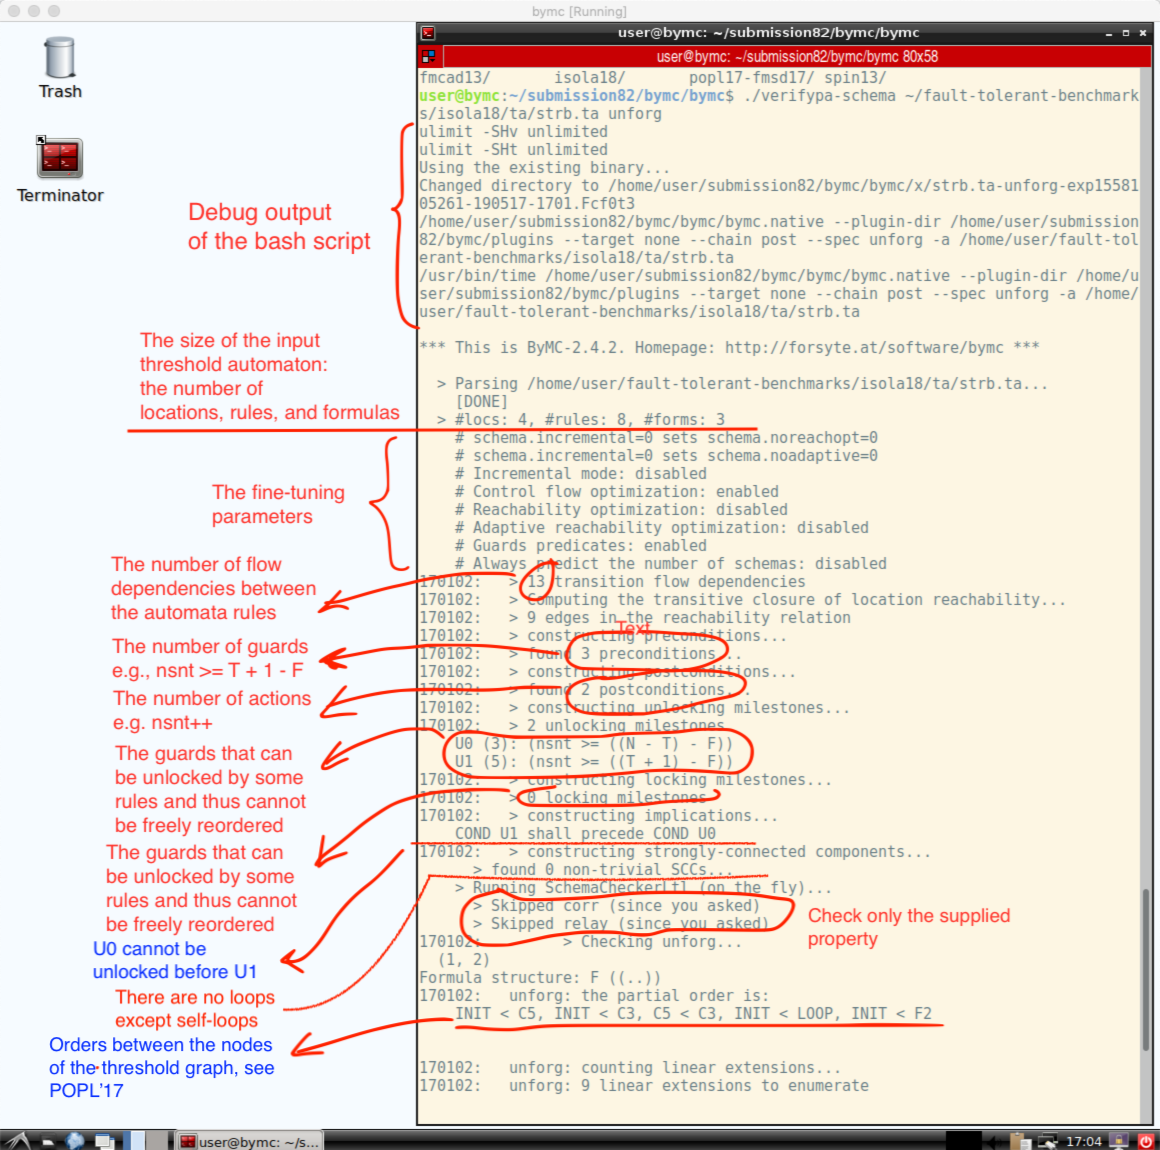 bymc [Running]
user@bymc: ~/submission82/bymc/bymc
user@bymc: ~/submission82/bymc/bymc 80x58
Trash
Terminator
fmcad13/ isola18/ popl17-fmsd17/ spin13/
user@bymc:~/submission82/bymc/bymc$ ./verifypa-schema ~/fault-tolerant-benchmark
s/isola18/ta/strb.ta unforg
ulimit -SHv unlimited
ulimit -SHt unlimited
Using the existing binary...
Changed directory to /home/user/submission82/bymc/bymc/x/strb.ta-unforg-exp15581
05261-190517-1701.Fcf0t3
/home/user/submission82/bymc/bymc/bymc.native --plugin-dir /home/user/submission
82/bymc/plugins --target none --chain post --spec unforg -a /home/user/fault-tol
erant-benchmarks/isola18/ta/strb.ta
/usr/bin/time /home/user/submission82/bymc/bymc/bymc.native --plugin-dir /home/u
ser/submission82/bymc/plugins --target none --chain post --spec unforg -a /home/
user/fault-tolerant-benchmarks/isola18/ta/strb.ta
*** This is ByMC-2.4.2. Homepage: http://forsyte.at/software/bymc ***
> Parsing /home/user/fault-tolerant-benchmarks/isola18/ta/strb.ta...
[DONE]
> #locs: 4, #rules: 8, #forms: 3
# schema.incremental=0 sets schema.noreachopt=0
# schema.incremental=0 sets schema.noadaptive=0
# Incremental mode: disabled
# Control flow optimization: enabled
# Reachability optimization: disabled
# Adaptive reachability optimization: disabled
# Guards predicates: enabled
# Always predict the number of schemas: disabled
170102: > 13 transition flow dependencies
170102: > Computing the transitive closure of location reachability...
170102: > 9 edges in the reachability relation
170102: > constructing preconditions...
170102: > found 3 preconditions...
170102: > constructing postconditions...
170102: > found 2 postconditions...
170102: > constructing unlocking milestones...
170102: > 2 unlocking milestones
U0 (3): (nsnt >= ((N - T) - F))
U1 (5): (nsnt >= ((T + 1) - F))
170102: > constructing locking milestones...
170102: > 0 locking milestones
170102: > constructing implications...
COND U1 shall precede COND U0
170102: > constructing strongly-connected components...
> found 0 non-trivial SCCs...
> Running SchemaCheckerLtl (on the fly)...
> Skipped corr (since you asked)
> Skipped relay (since you asked)
170102: > Checking unforg...
(1, 2)
Formula structure: F ((..))
170102: unforg: the partial order is:
INIT < C5, INIT < C3, C5 < C3, INIT < LOOP, INIT < F2
170102: unforg: counting linear extensions...
170102: unforg: 9 linear extensions to enumerate
Debug output
of the bash script
The size of the input
threshold automaton:
the number of
locations, rules, and formulas
The fine-tuning
parameters
The number of flow
dependencies between
the automata rules
Text
The number of guards
e.g., nsnt >= T + 1 - F
The number of actions
e.g. nsnt++
The guards that can
be unlocked by some
rules and thus cannot
be freely reordered
The guards that can
be unlocked by some
rules and thus cannot
be freely reordered
Check only the supplied
property
U0 cannot be
unlocked before U1
There are no loops
except self-loops
Orders between the nodes
of the threshold graph, see
POPL'17
user@bymc: ~/s...
17:04